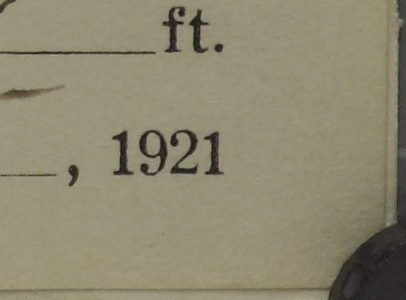 ft.
, 1921